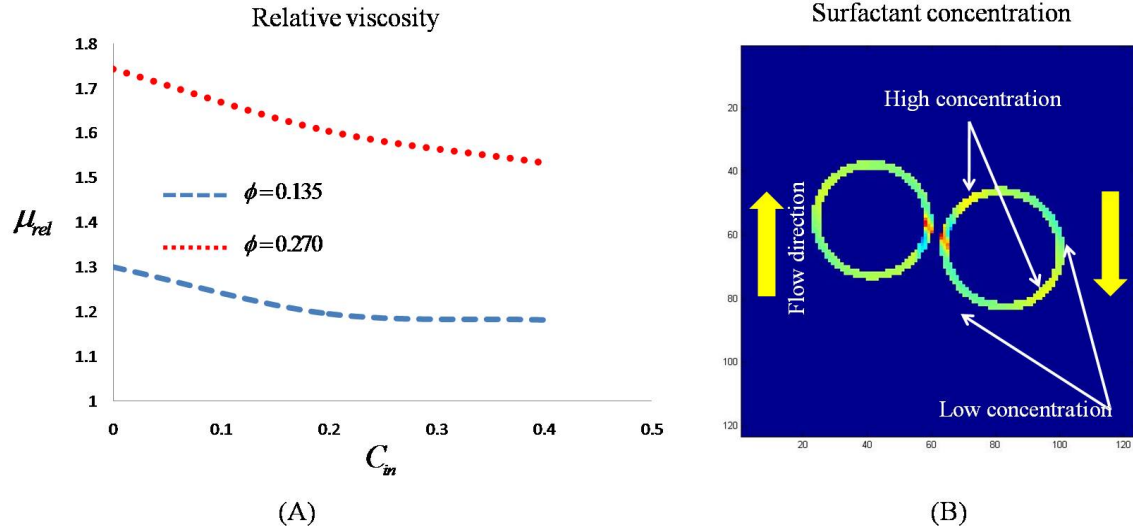 Relative viscosity
1.8
1.7
1.6
1.5
1.4
1.3
1.2
1.1
1
μrel
ϕ=0.135
ϕ=0.270
0 0.1 0.2 0.3 0.4 0.5
Cin
(A)
Surfactant concentration
20
40
60
80
100
120
High concentration
Flow direction
Low concentration
20 40 60 80 100 120
(B)